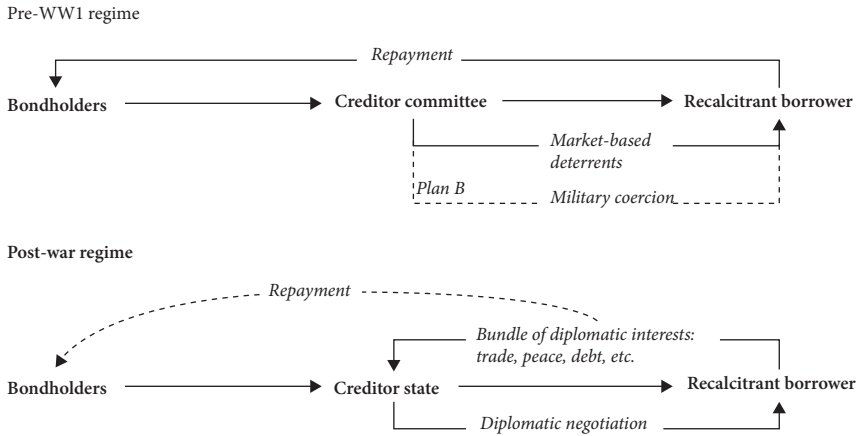 Pre-WW1 regime
Repayment
Bondholders
Creditor committee
Recalcitrant borrower
Market-based
deterrents
Plan B
Military coercion
Post-war regime
Repayment
Bundle of diplomatic interests:
trade, peace, debt, etc.
Bondholders
Creditor state
Recalcitrant borrower
Diplomatic negotiation